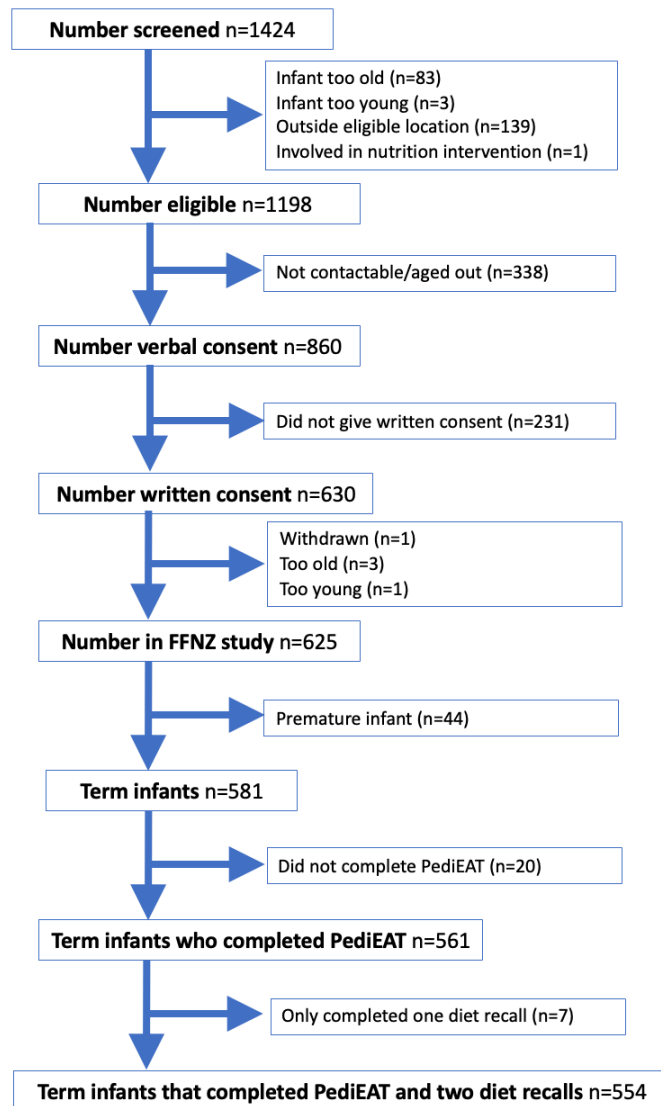 Number screened n=1424
Infant too old (n=83)
Infant too young (n=3)
Outside eligible location (n=139)
Involved in nutrition intervention (n=1)
Number eligible n=1198
Not contactable/aged out (n=338)
Number verbal consent n=860
Did not give written consent (n=231)
Number written consent n=630
Withdrawn (n=1)
Too old (n=3)
Too young (n=1)
Number in FFNZ study n=625
Premature infant (n=44)
Term infants n=581
Did not complete PediEAT (n=20)
Term infants who completed PediEAT n=561
Only completed one diet recall (n=7)
Term infants that completed PediEAT and two diet recalls n=554